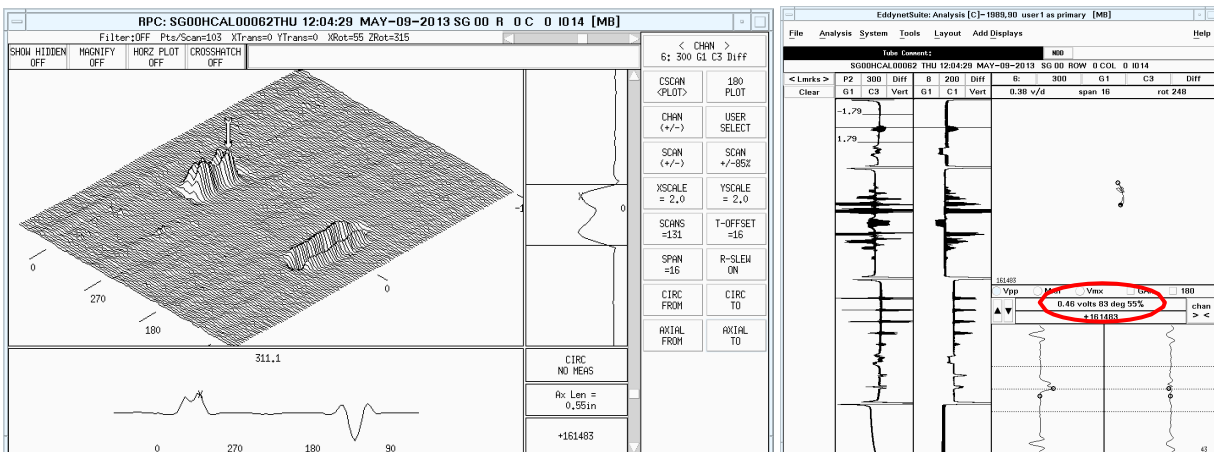 RPC: SG00HCAL00062THU 12:04:29 MAY-09-2013 SG 00 R 0 C 0 I014 [MB]
Filter:OFF Pts/Scan=103 XTrans=0 YTrans=0 XRot=55 ZRot=315
SHOW HIDDEN OFF
MAGNIFY OFF
HORZ PLOT OFF
CROSSHATCH OFF
0
270
180
0
-1
0
X
311.1
X
0 270 180 90
CIRC
NO MEAS
Ax Len =
0.55in
+161483
< CHAN >
6: 300 G1 C3 Diff
CSCAN <PLOT>
180 PLOT
CHAN (+/-)
USER SELECT
SCAN (+/-)
SCAN +/-85%
XSCALE = 2.0
YSCALE = 2.0
SCANS =131
T-OFFSET =16
SPAN =16
R-SLEW ON
CIRC FROM
CIRC TO
AXIAL FROM
AXIAL TO
EddynetSuite: Analysis [C]-1989,90 user1 as primary [MB]
File Analysis System Tools Layout Add Displays Help
Tube Comment: NDD
SG00HCAL00062 THU 12:04:29 MAY-09-2013 SG 00 ROW 0 COL 0 I014
< Lmrks > P2 300 Diff 8 200 Diff 6: 300 G1 C3 Diff
Clear G1 C3 Vert G1 C1 Vert 0.38 v/d span 16 rot 248
-1.79
1.79
161483
Vpp Vmx 180
0.46 volts 83 deg 55%
+161483
chan
> <
43